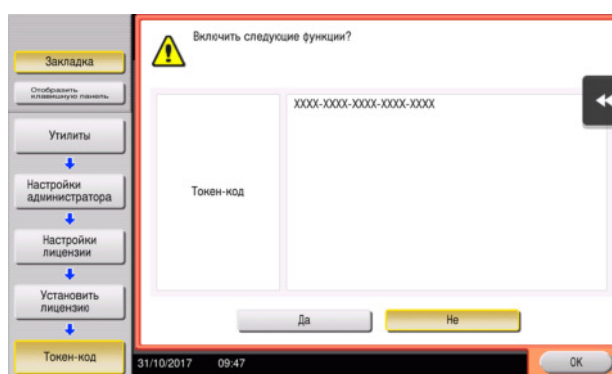 Закладка
Отобразить
клавишную панель
Утилиты
Настройки
администратора
Настройки
лицензии
Установить
лицензию
Токен-код
Включить следующие функции?
Токен-код
XXXX-XXXX-XXXX-XXXX-XXXX
Да
Не
31/10/2017 09:47
OK